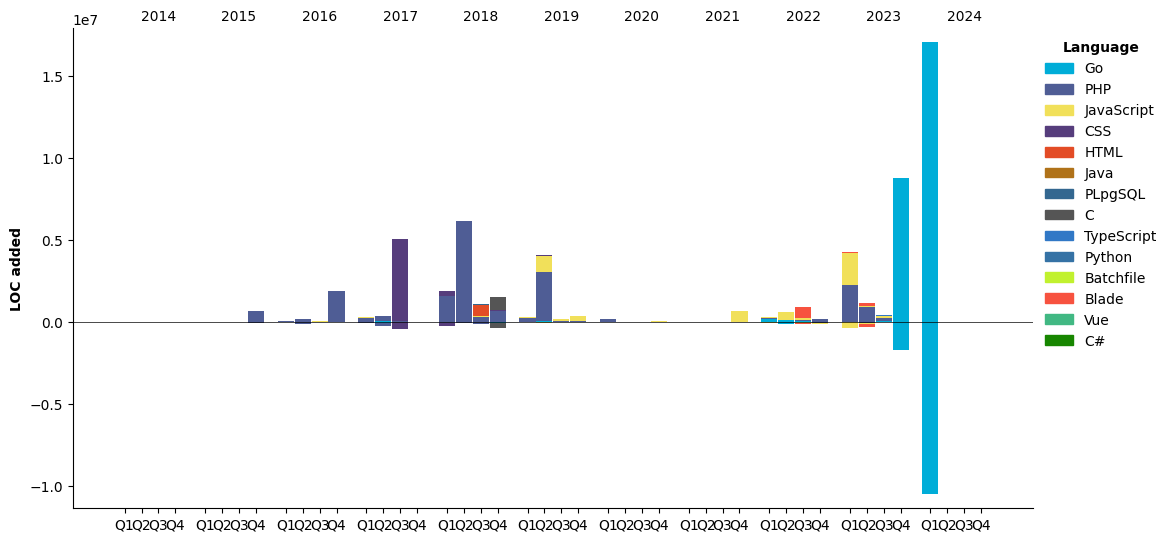 1e7
2014 2015 2016 2017 2018 2019 2020 2021 2022 2023 2024
LOC added
1.5
1.0
0.5
0.0
−0.5
−1.0
Q1Q2Q3Q4 Q1Q2Q3Q4 Q1Q2Q3Q4 Q1Q2Q3Q4 Q1Q2Q3Q4 Q1Q2Q3Q4 Q1Q2Q3Q4 Q1Q2Q3Q4 Q1Q2Q3Q4 Q1Q2Q3Q4 Q1Q2Q3Q4
Language
Go
PHP
JavaScript
CSS
HTML
Java
PLpgSQL
C
TypeScript
Python
Batchfile
Blade
Vue
C#